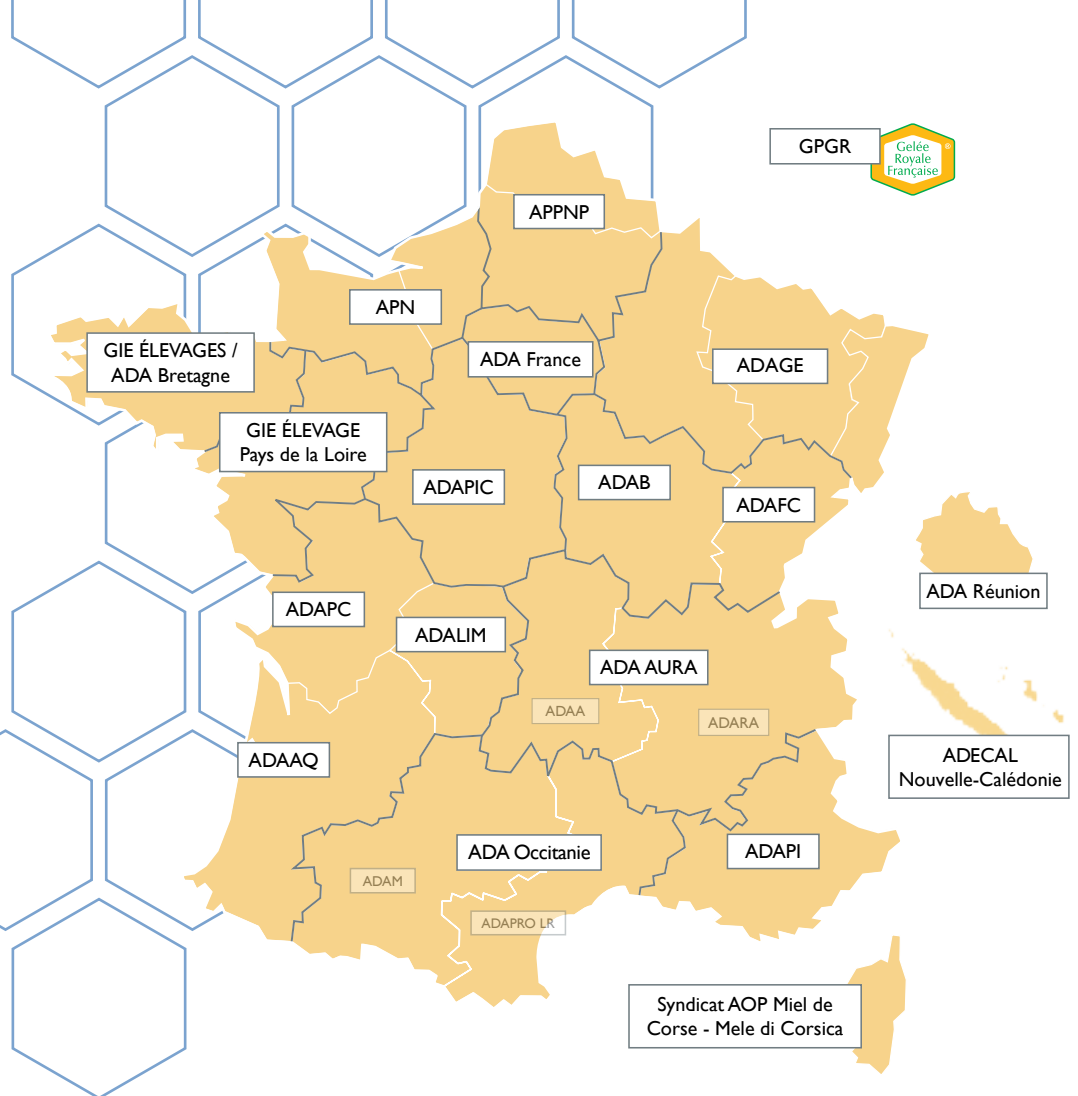 GPGR
Gelée
Royale
Française
®
APPNP
APN
GIE ÉLEVAGES /
ADA Bretagne
ADA France
ADAGE
GIE ÉLEVAGE
Pays de la Loire
ADAPIC
ADAB
ADAFC
ADA Réunion
ADAPC
ADALIM
ADA AURA
ADAA
ADARA
ADAAQ
ADECAL
Nouvelle-Calédonie
ADA Occitanie
ADAPI
ADAM
ADAPRO LR
Syndicat AOP Miel de
Corse - Mele di Corsica